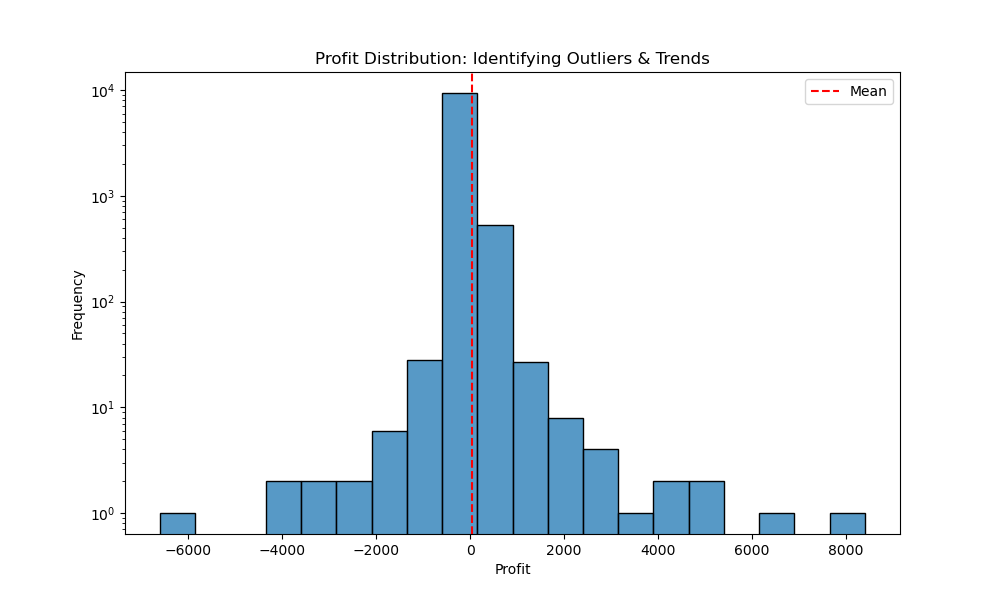 Profit Distribution: Identifying Outliers & Trends
Mean
10⁴
10³
10²
10¹
10⁰
Frequency
−6000 −4000 −2000 0 2000 4000 6000 8000
Profit